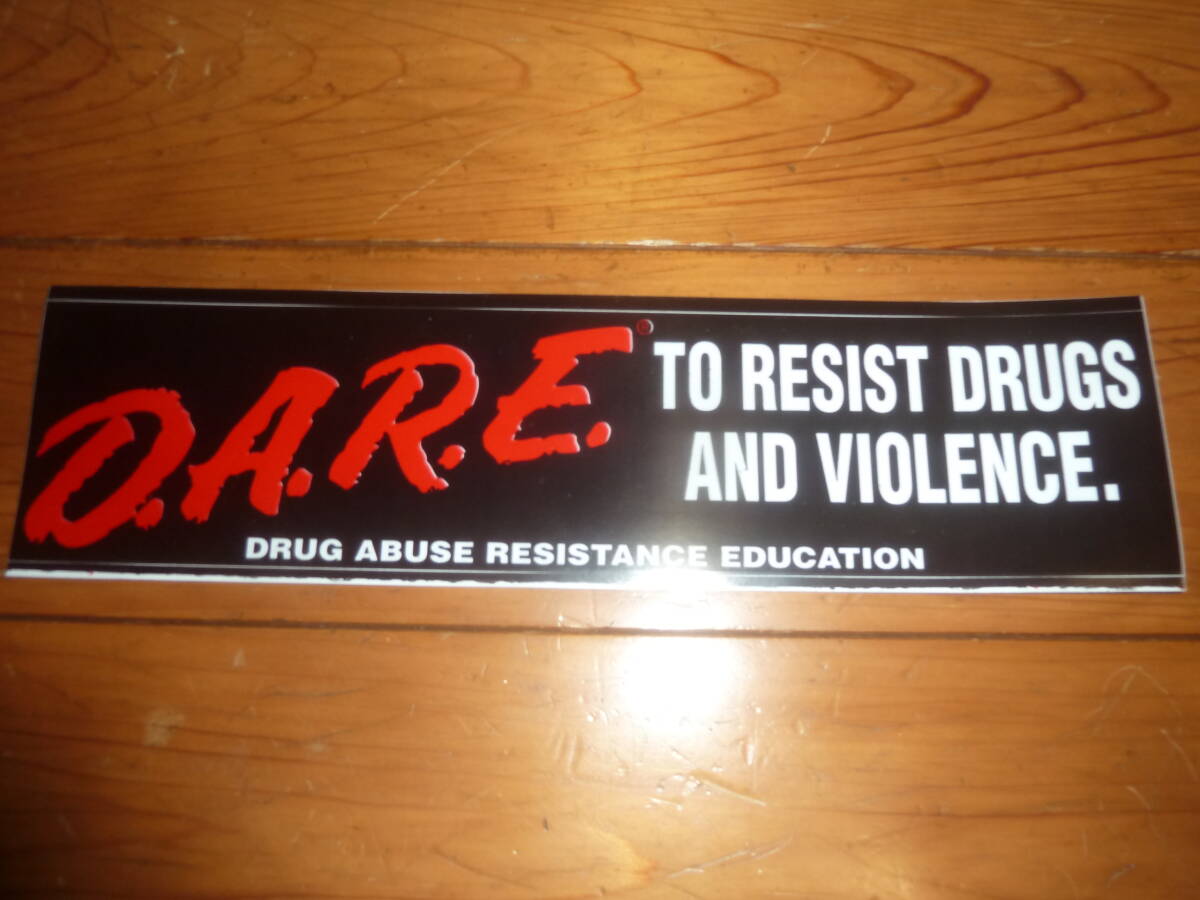 D.A.R.E.® TO RESIST DRUGS
AND VIOLENCE.
DRUG ABUSE RESISTANCE EDUCATION